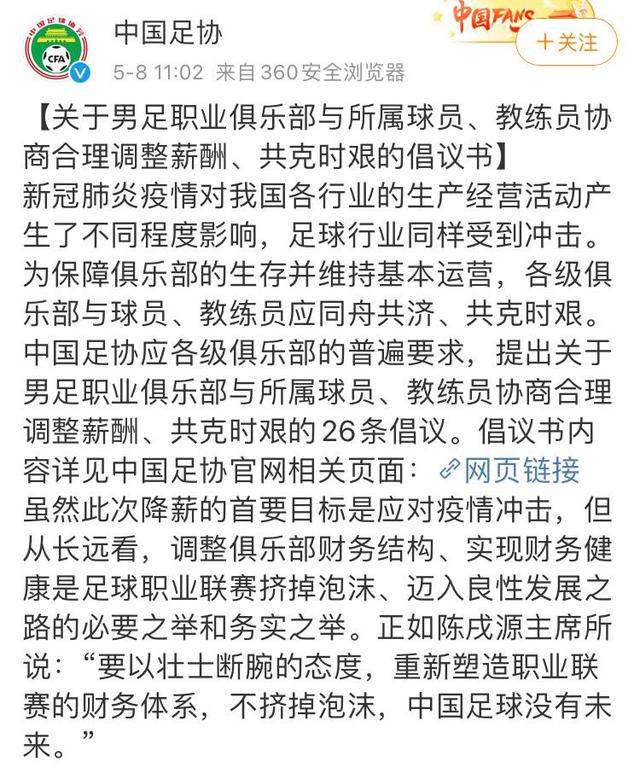 中国足球协会
CFA
中国足协
中国FANS
+关注
5-8 11:02 来自360安全浏览器
【关于男足职业俱乐部与所属球员、教练员协
商合理调整薪酬、共克时艰的倡议书】
新冠肺炎疫情对我国各行业的生产经营活动产
生了不同程度影响，足球行业同样受到冲击。
为保障俱乐部的生存并维持基本运营，各级俱
乐部与球员、教练员应同舟共济、共克时艰。
中国足协应各级俱乐部的普遍要求，提出关于
男足职业俱乐部与所属球员、教练员协商合理
调整薪酬、共克时艰的26条倡议。倡议书内
容详见中国足协官网相关页面：网页链接
虽然此次降薪的首要目标是应对疫情冲击，但
从长远看，调整俱乐部财务结构、实现财务健
康是足球职业联赛挤掉泡沫、迈入良性发展之
路的必要之举和务实之举。正如陈戌源主席所
说：“要以壮士断腕的态度，重新塑造职业联
赛的财务体系，不挤掉泡沫，中国足球没有未
来。”